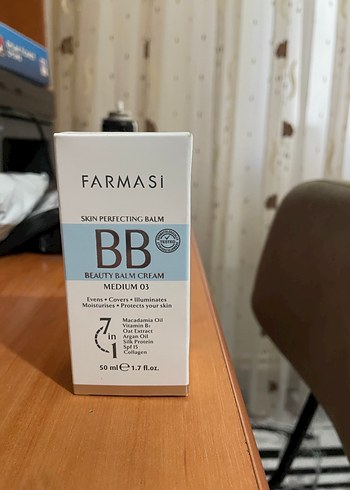 FARMASi
SKIN PERFECTING BALM
BB
TESTED
BEAUTY BALM CREAM
MEDIUM 03
Evens • Covers • Illuminates
Moisturises • Protects your skin
7 in 1
Macadamia Oil
Vitamin B₅
Oat Extract
Argan Oil
Silk Protein
Spf 15
Collagen
50 ml ℮ 1.7 fl.oz.